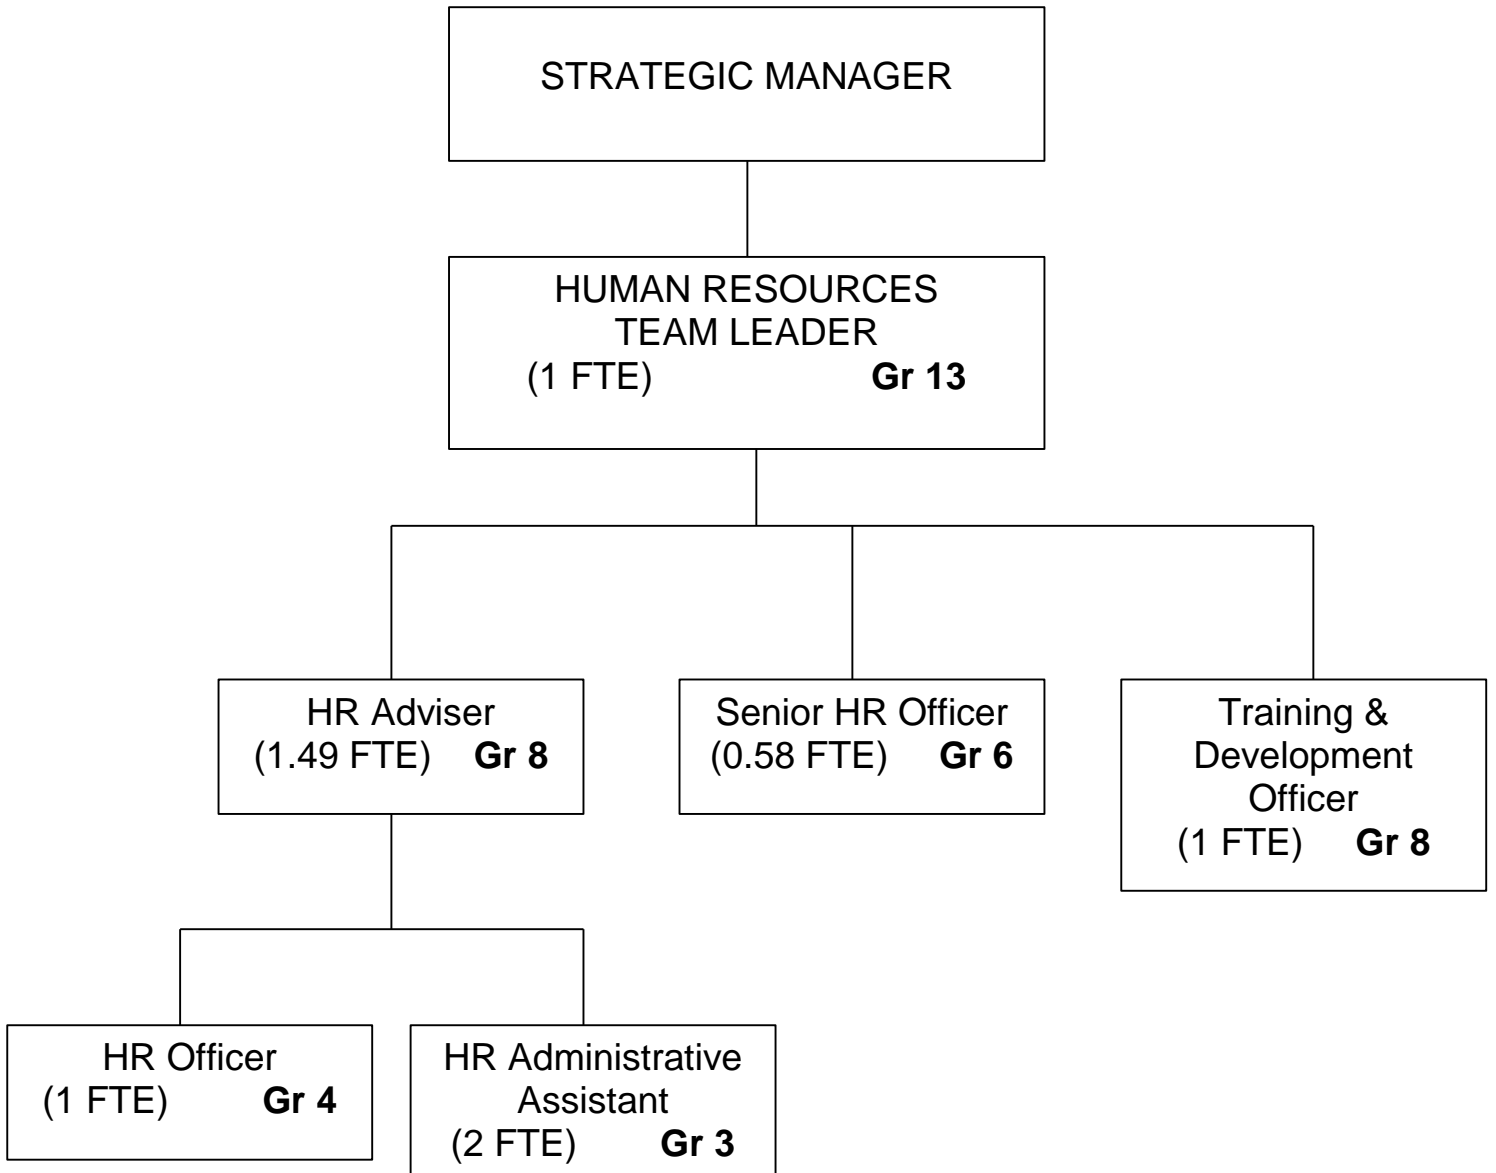 STRATEGIC MANAGER
HUMAN RESOURCES
TEAM LEADER
(1 FTE) Gr 13
HR Adviser
(1.49 FTE) Gr 8
Senior HR Officer
(0.58 FTE) Gr 6
Training &
Development
Officer
(1 FTE) Gr 8
HR Officer
(1 FTE) Gr 4
HR Administrative
Assistant
(2 FTE) Gr 3